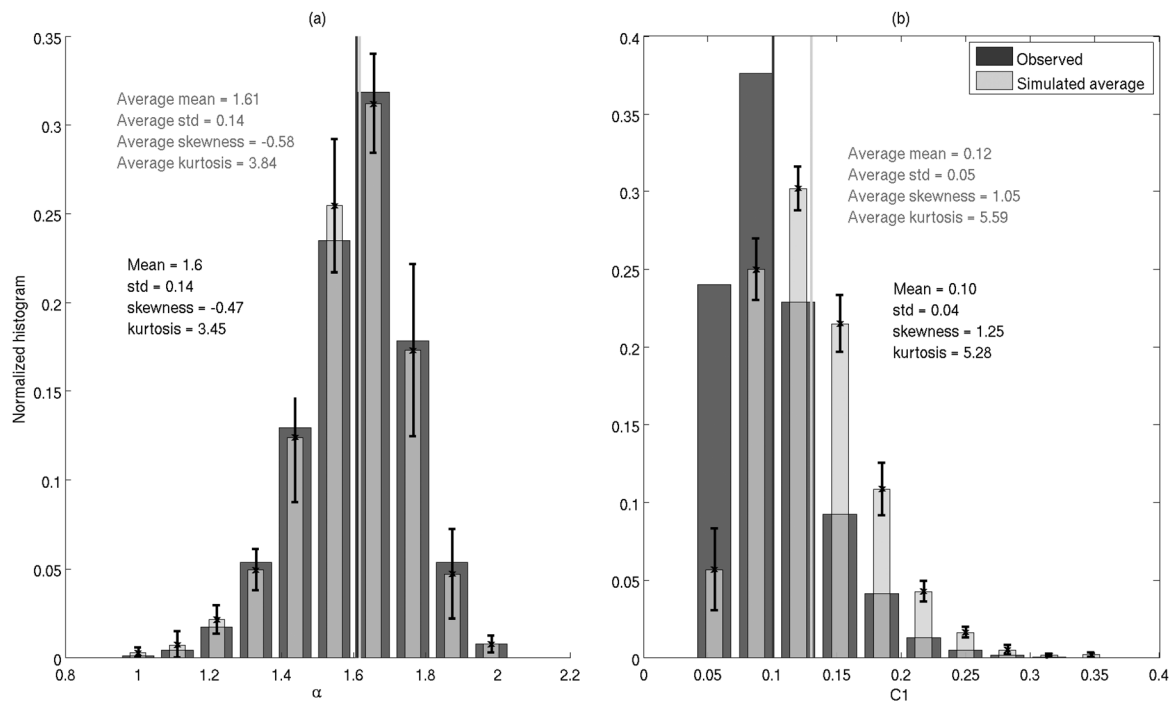 (a)
Normalized histogram
0.35
0.3
0.25
0.2
0.15
0.1
0.05
0
Average mean = 1.61
Average std = 0.14
Average skewness = -0.58
Average kurtosis = 3.84
Mean = 1.6
std = 0.14
skewness = -0.47
kurtosis = 3.45
0.8 1 1.2 1.4 1.6 1.8 2 2.2
α
(b)
0.4
0.35
0.3
0.25
0.2
0.15
0.1
0.05
0
Observed
Simulated average
Average mean = 0.12
Average std = 0.05
Average skewness = 1.05
Average kurtosis = 5.59
Mean = 0.10
std = 0.04
skewness = 1.25
kurtosis = 5.28
0 0.05 0.1 0.15 0.2 0.25 0.3 0.35 0.4
C1